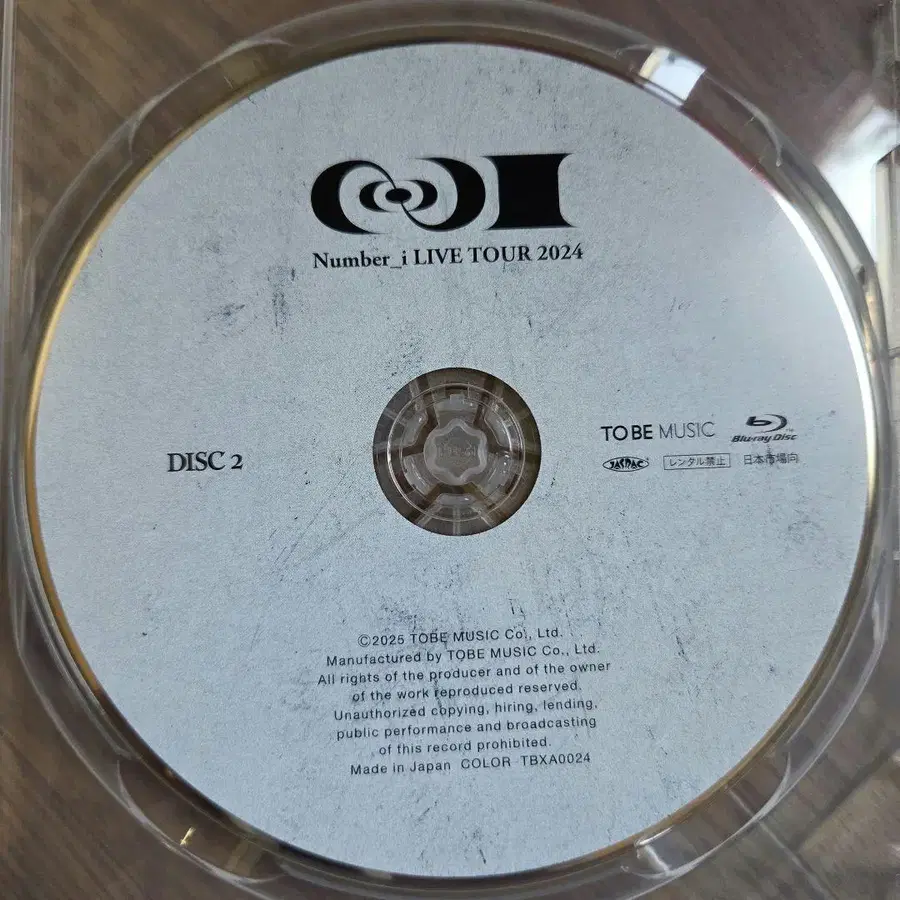 Number_i LIVE TOUR 2024
DISC 2
TOBE MUSIC
Blu-ray Disc
TM
JASRAC
レンタル禁止
日本市場向
©2025 TOBE MUSIC Co., Ltd.
Manufactured by TOBE MUSIC Co., Ltd.
All rights of the producer and of the owner
of the work reproduced reserved.
Unauthorized copying, hiring, lending,
public performance and broadcasting
of this record prohibited.
Made in Japan COLOR TBXA0024